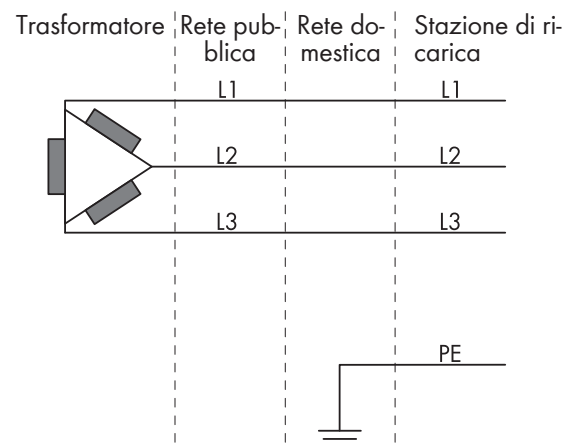 Trasformatore
Rete pub-
blica
Rete do-
mestica
Stazione di ri-
carica
L1
L1
L2
L2
L3
L3
PE